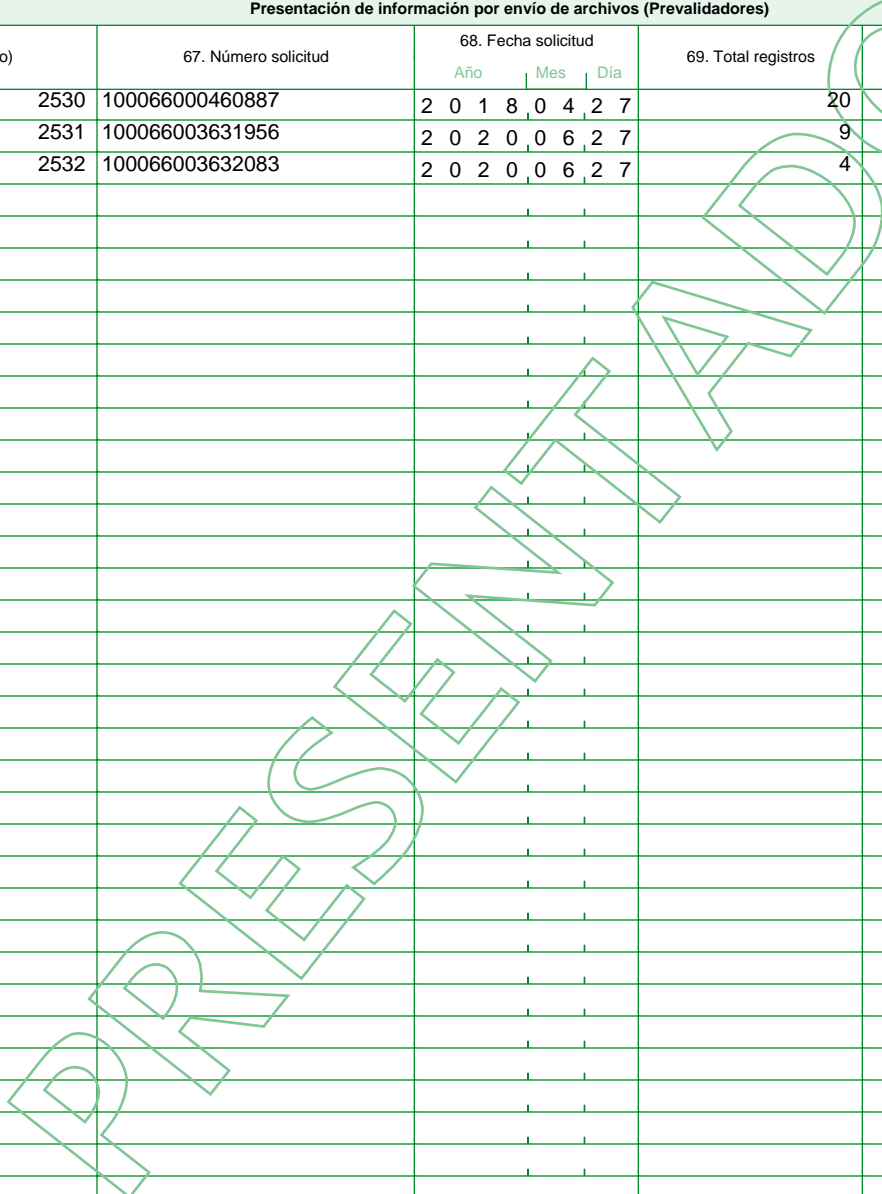 Presentación de información por envío de archivos (Prevalidadores)
o) 67. Número solicitud 68. Fecha solicitud 69. Total registros
Año Mes Día
2530 100066000460887 2 0 1 8 0 4 2 7 20
2531 100066003631956 2 0 2 0 0 6 2 7 9
2532 100066003632083 2 0 2 0 0 6 2 7 4
PRESENTADO